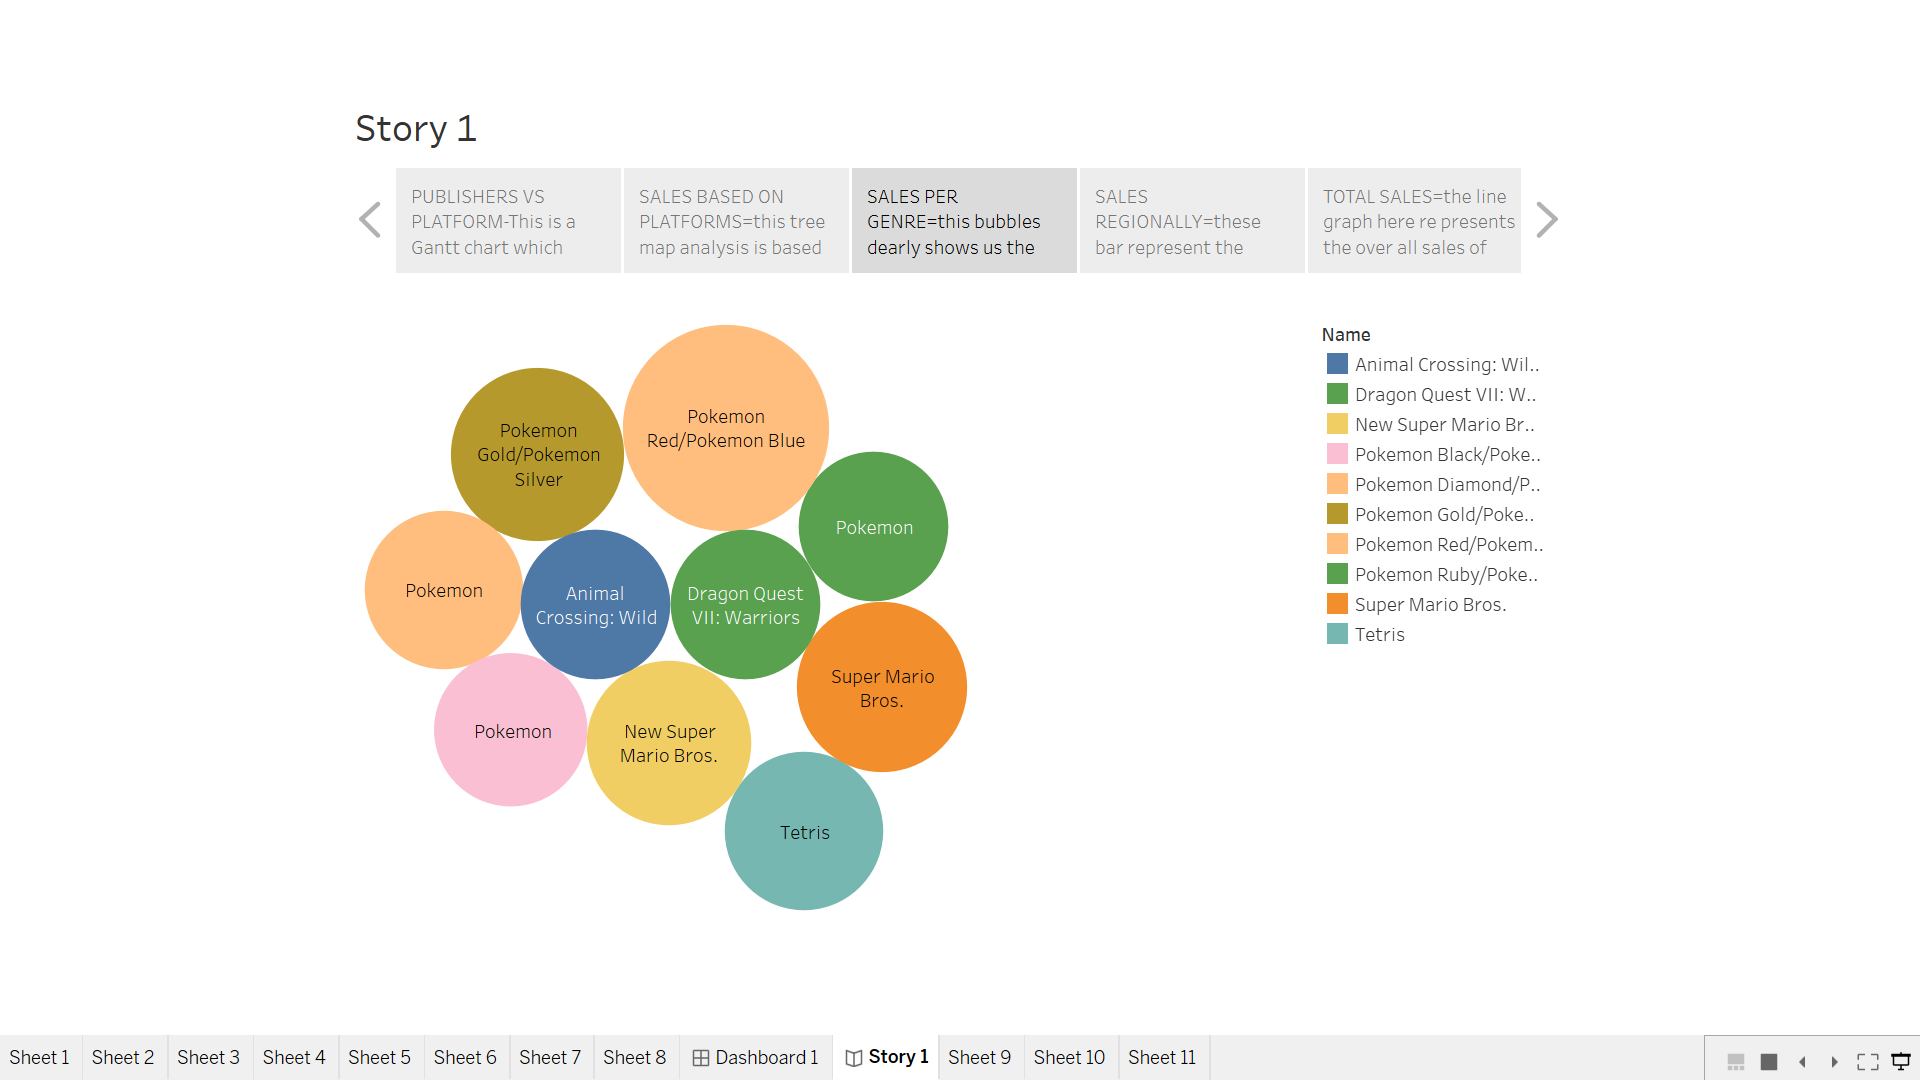 Story 1
PUBLISHERS VS
PLATFORM-This is a
Gantt chart which
SALES BASED ON
PLATFORMS=this tree
map analysis is based
SALES PER
GENRE=this bubbles
dearly shows us the
SALES
REGIONALLY=these
bar represent the
TOTAL SALES=the line
graph here re presents
the over all sales of
Pokemon
Red/Pokemon Blue
Pokemon
Gold/Pokemon
Silver
Pokemon
Pokemon
Animal
Crossing: Wild
Dragon Quest
VII: Warriors
Super Mario
Bros.
Pokemon
New Super
Mario Bros.
Tetris
Name
Animal Crossing: Wil..
Dragon Quest VII: W..
New Super Mario Br..
Pokemon Black/Poke..
Pokemon Diamond/P..
Pokemon Gold/Poke..
Pokemon Red/Pokem..
Pokemon Ruby/Poke..
Super Mario Bros.
Tetris
Sheet 1
Sheet 2
Sheet 3
Sheet 4
Sheet 5
Sheet 6
Sheet 7
Sheet 8
Dashboard 1
Story 1
Sheet 9
Sheet 10
Sheet 11